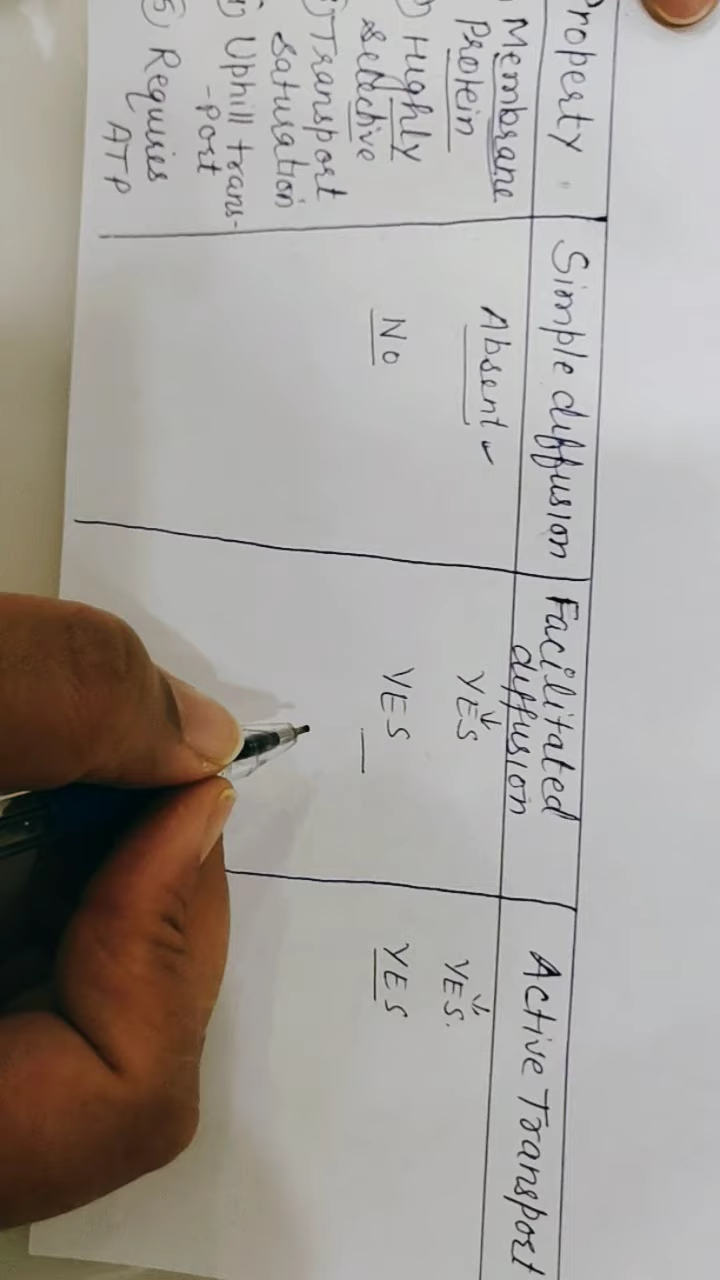 Property
Simple diffusion
Facilitated
diffusion
Active Transport
Membrane
Protein
Absent
YES
YES.
Highly
selective
No
YES
YES
Transport
saturation
Uphill trans-
-port
5) Requires
ATP